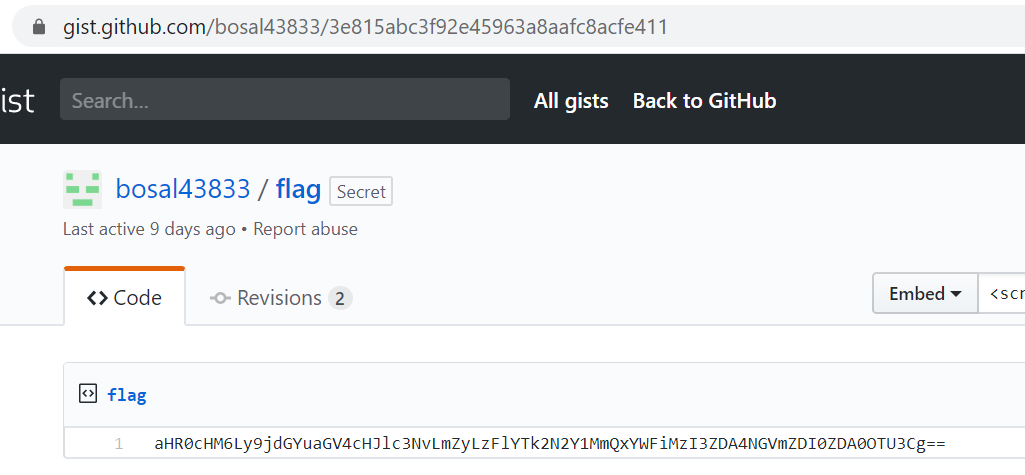 gist.github.com/bosal43833/3e815abc3f92e45963a8aafc8acfe411
ist Search... All gists Back to GitHub
bosal43833 / flag Secret
Last active 9 days ago • Report abuse
<> Code Revisions 2 Embed <scr
flag
1 aHR0cHM6Ly9jdGYuaGV4cHJlc3NvLmZyLzFlYTk2N2Y1MmQxYWFiMzI3ZDA4NGVmZDI0ZDA0OTU3Cg==